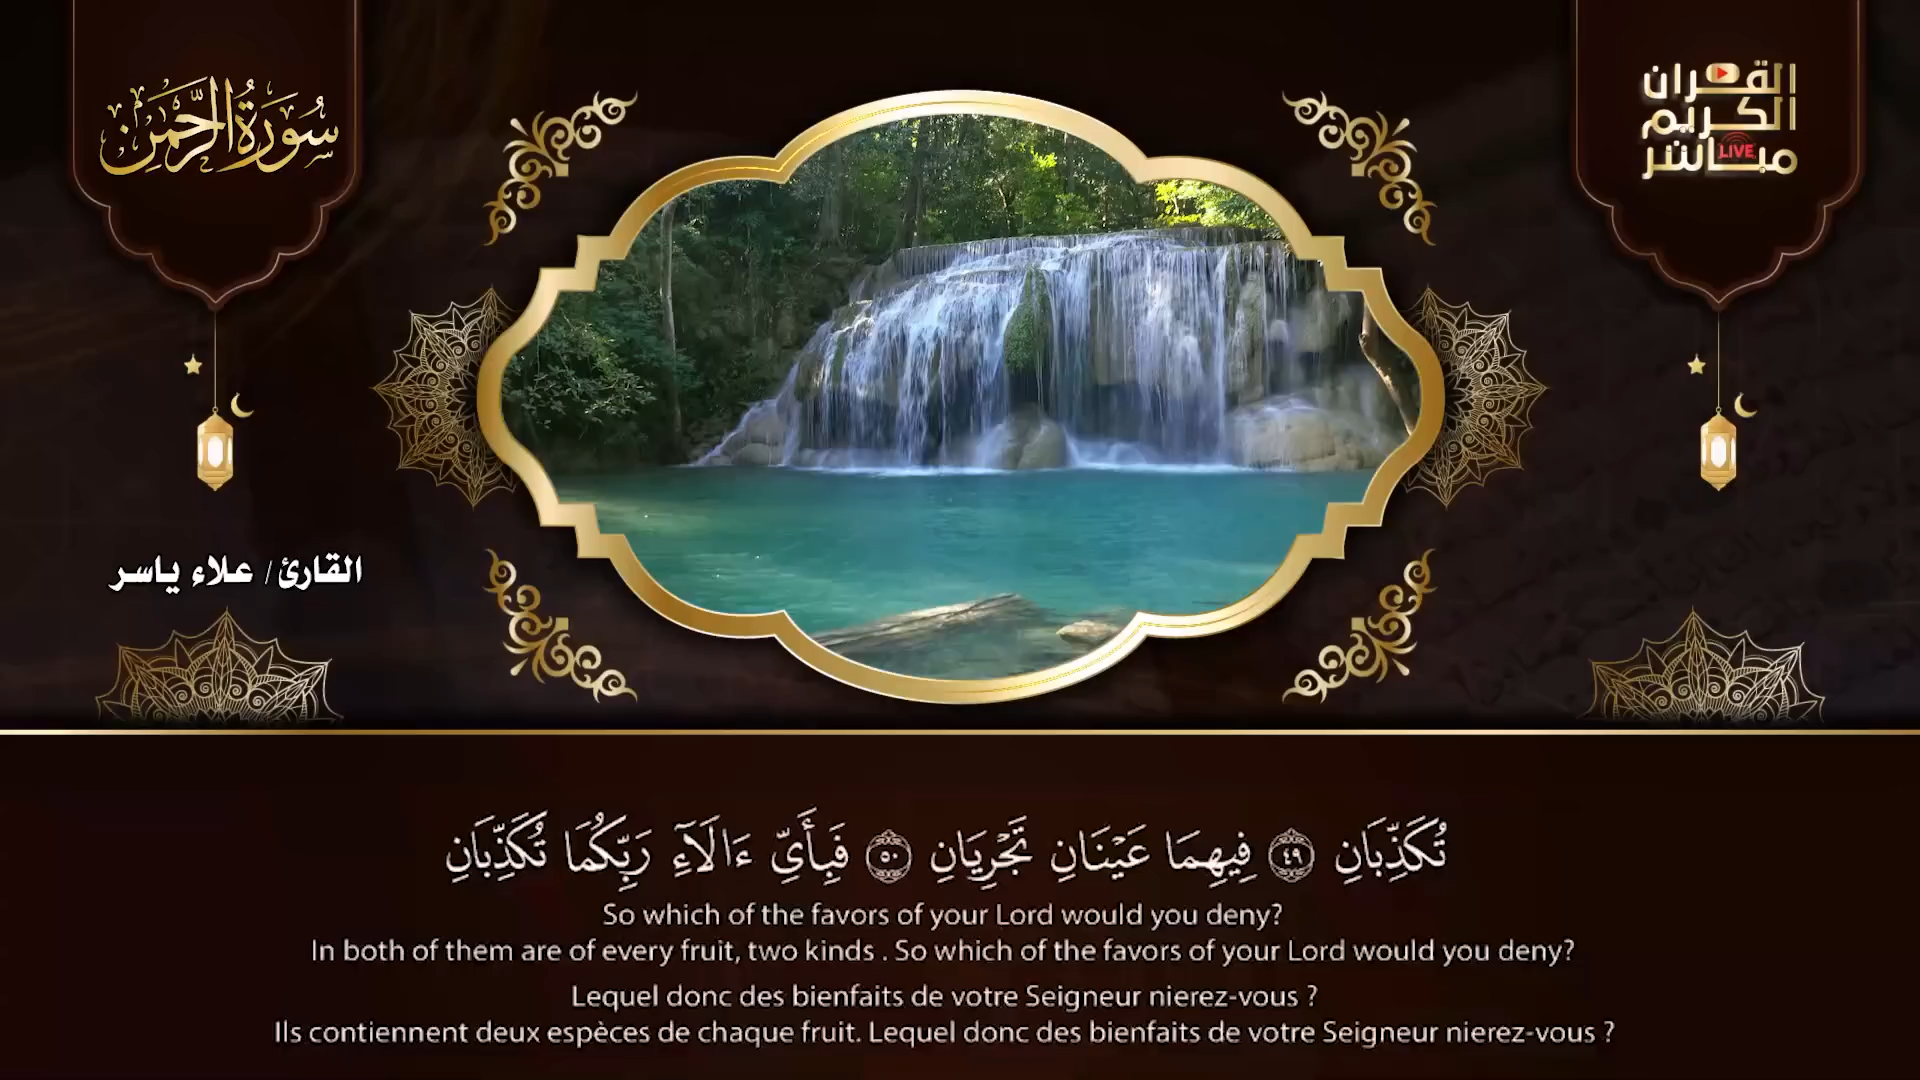 سُورَةُ الرَّحْمَٰن
القرآن
الكريم
مباشر
LIVE
القارئ / علاء ياسر
تُكَذِّبَانِ ٤٩ فِيهِمَا عَيْنَانِ تَجْرِيَانِ ٥٠ فَبِأَيِّ ءَالَآءِ رَبِّكُمَا تُكَذِّبَانِ
So which of the favors of your Lord would you deny?
In both of them are of every fruit, two kinds . So which of the favors of your Lord would you deny?
Lequel donc des bienfaits de votre Seigneur nierez-vous ?
Ils contiennent deux espèces de chaque fruit. Lequel donc des bienfaits de votre Seigneur nierez-vous ?